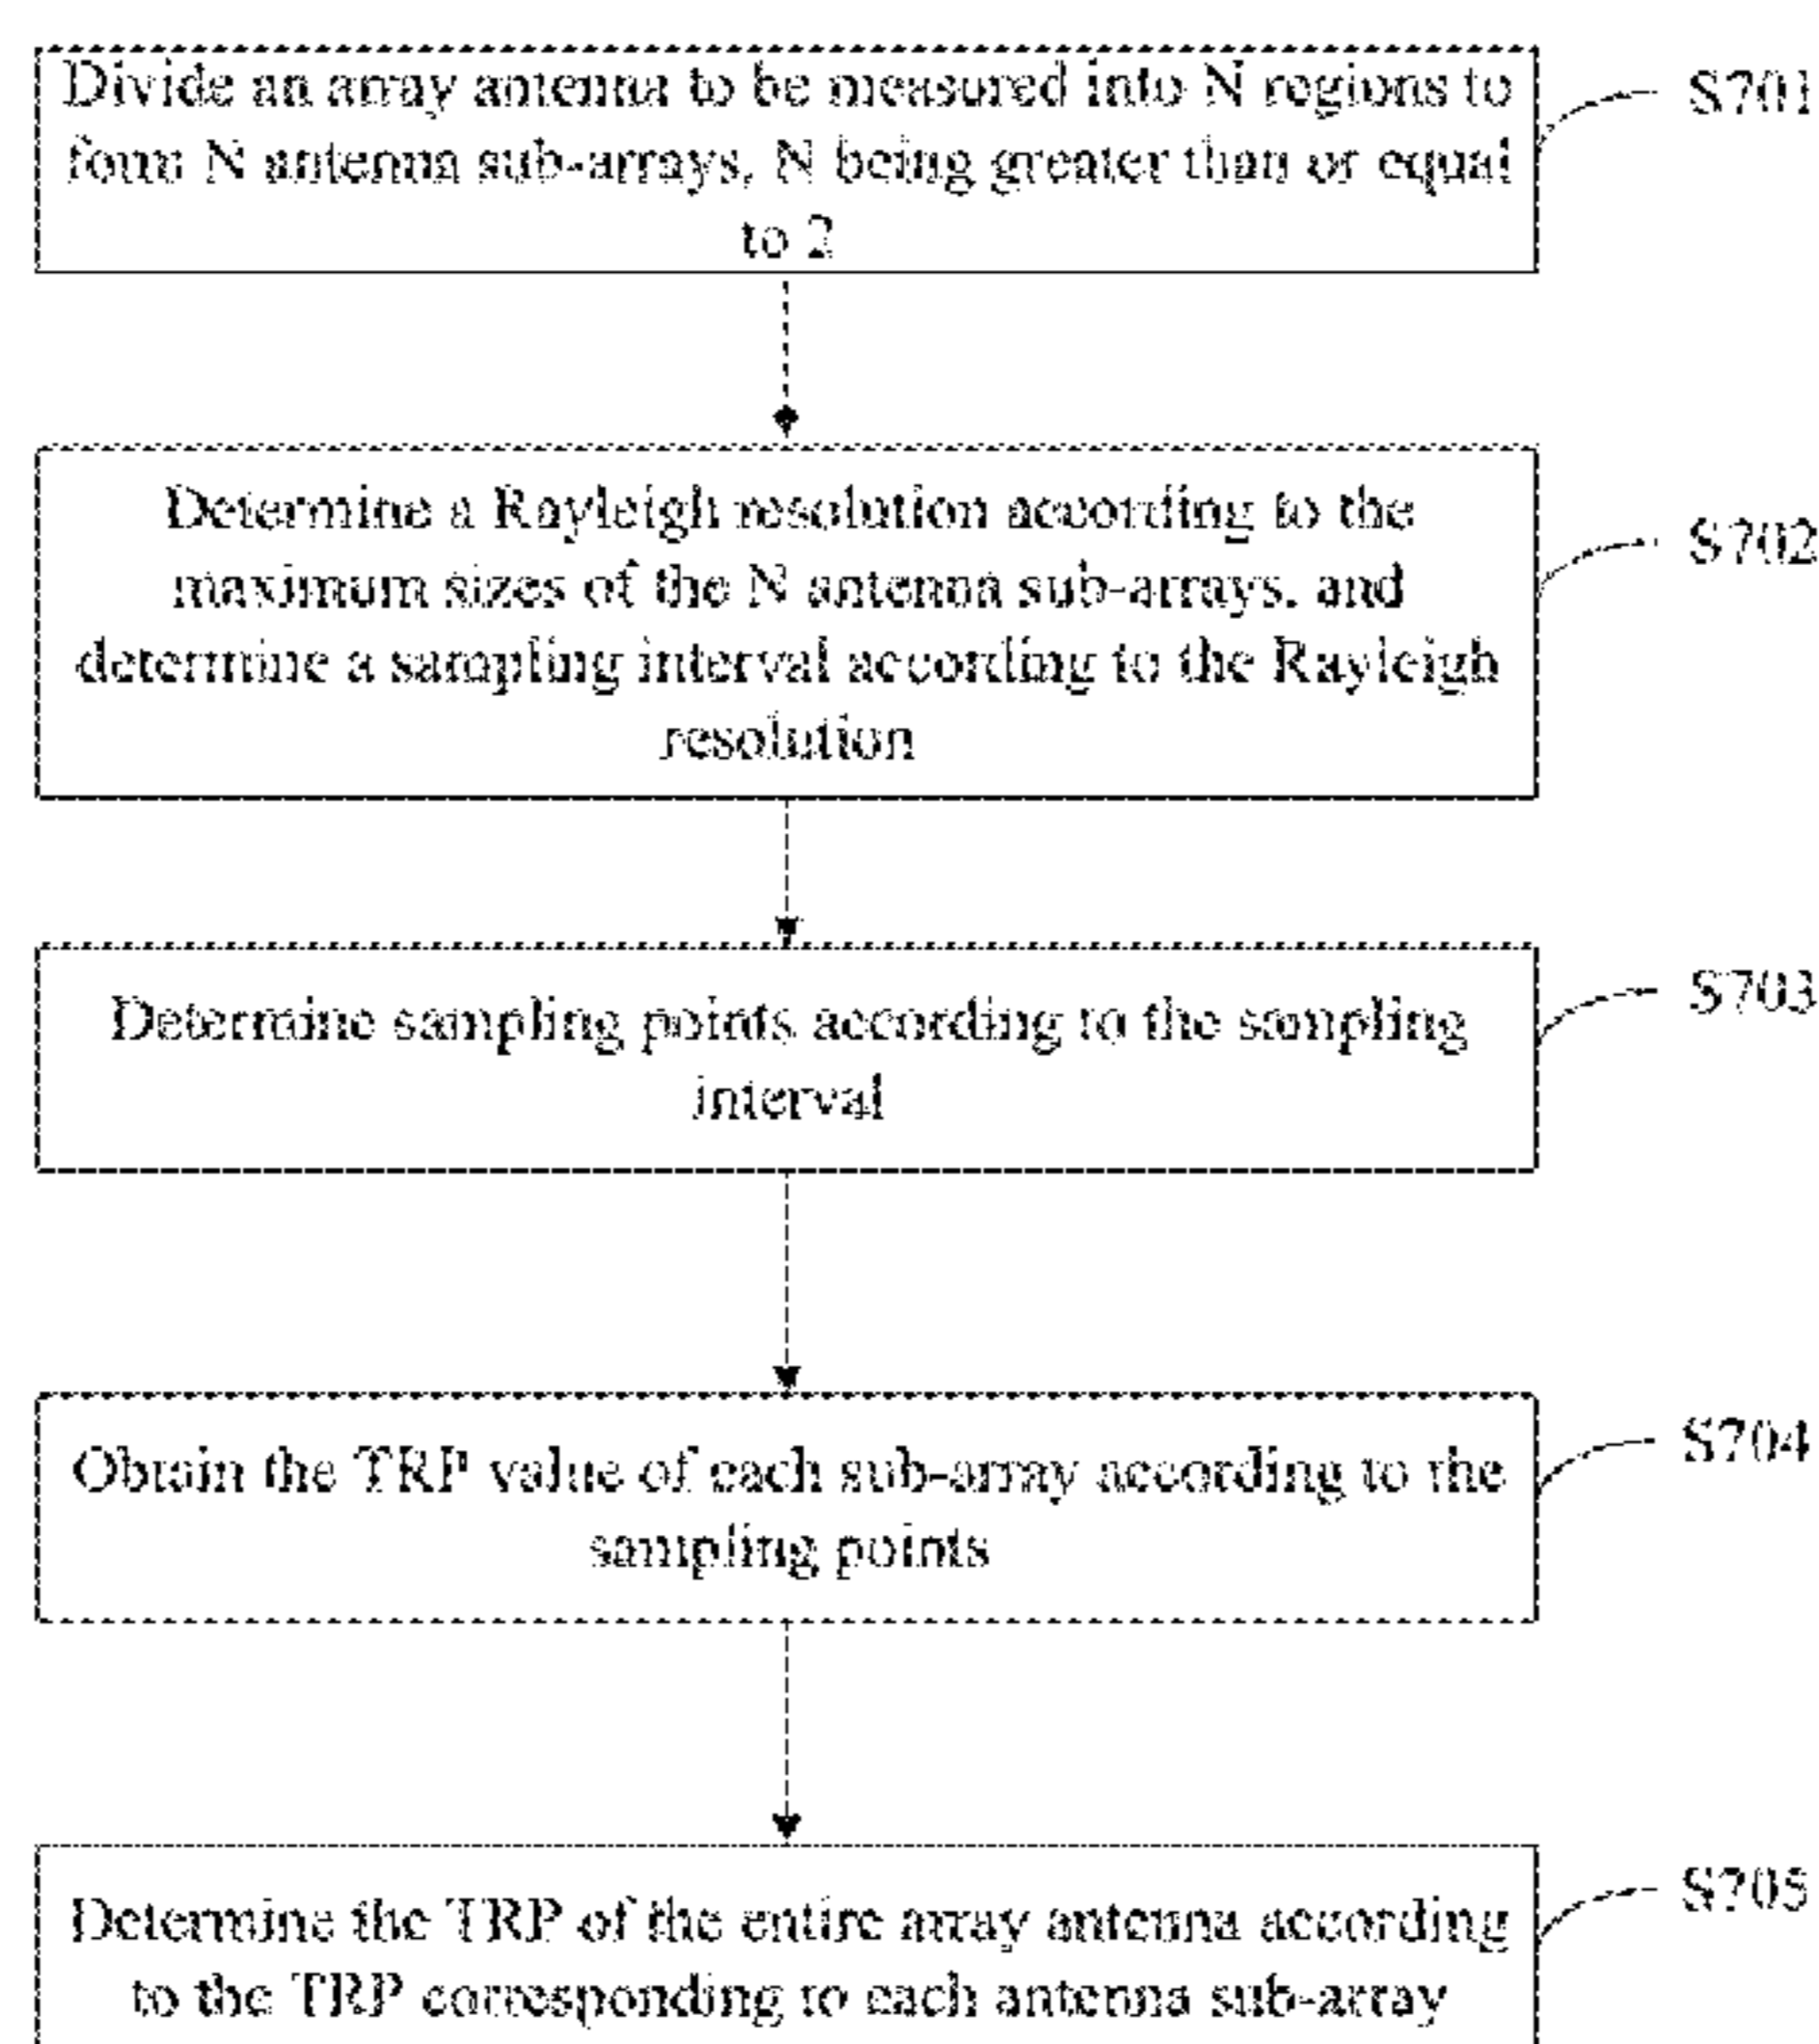 Divide an array antenna to be measured into N regions to
form N antenna sub-arrays, N being greater than or equal
to 2
S701
Determine a Rayleigh resolution according to the
maximum sizes of the N antenna sub-arrays, and
determine a sampling interval according to the Rayleigh
resolution
S702
Determine sampling points according to the sampling
interval
S703
Obtain the TRP value of each sub-array according to the
sampling points
S704
Determine the TRP of the entire array antenna according
to the TRP corresponding to each antenna sub-array
S705